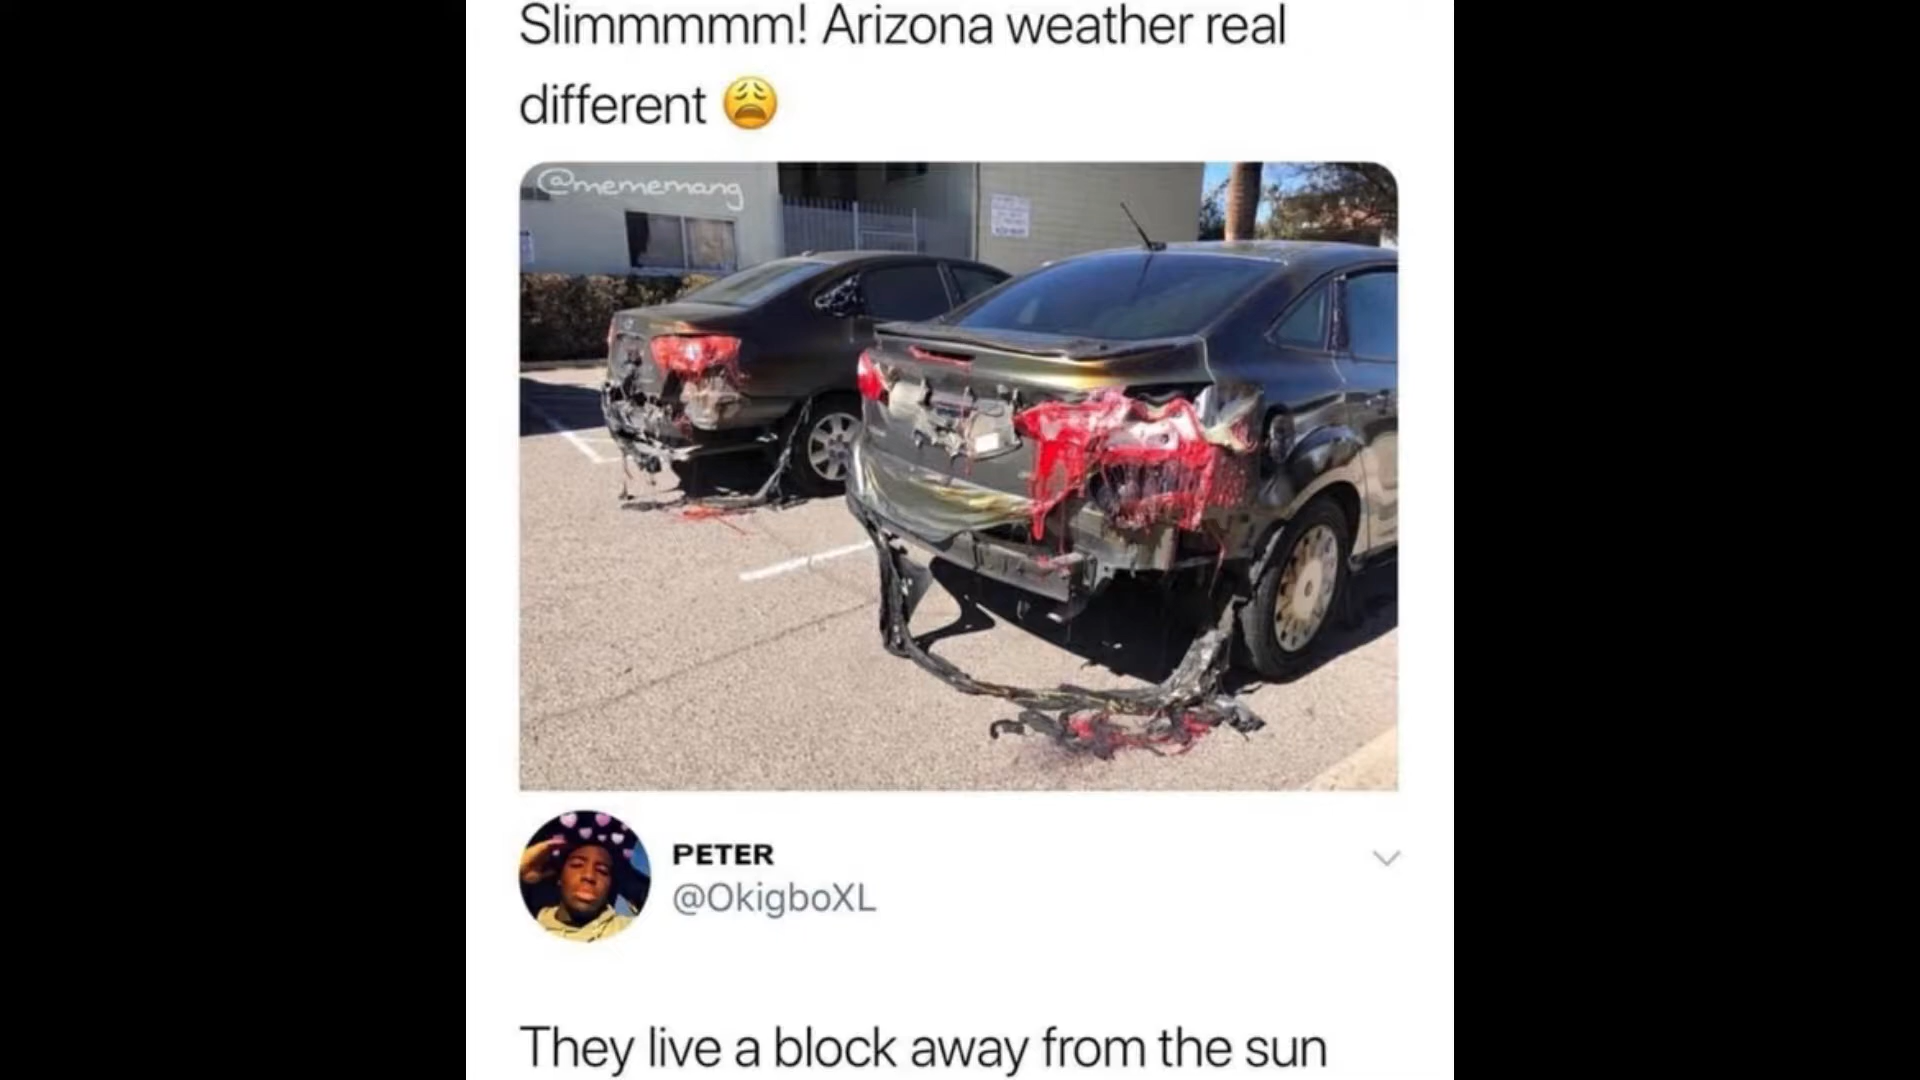 Slimmmmm! Arizona weather real
different 😩
@mememang
PETER
@OkigboXL
They live a block away from the sun